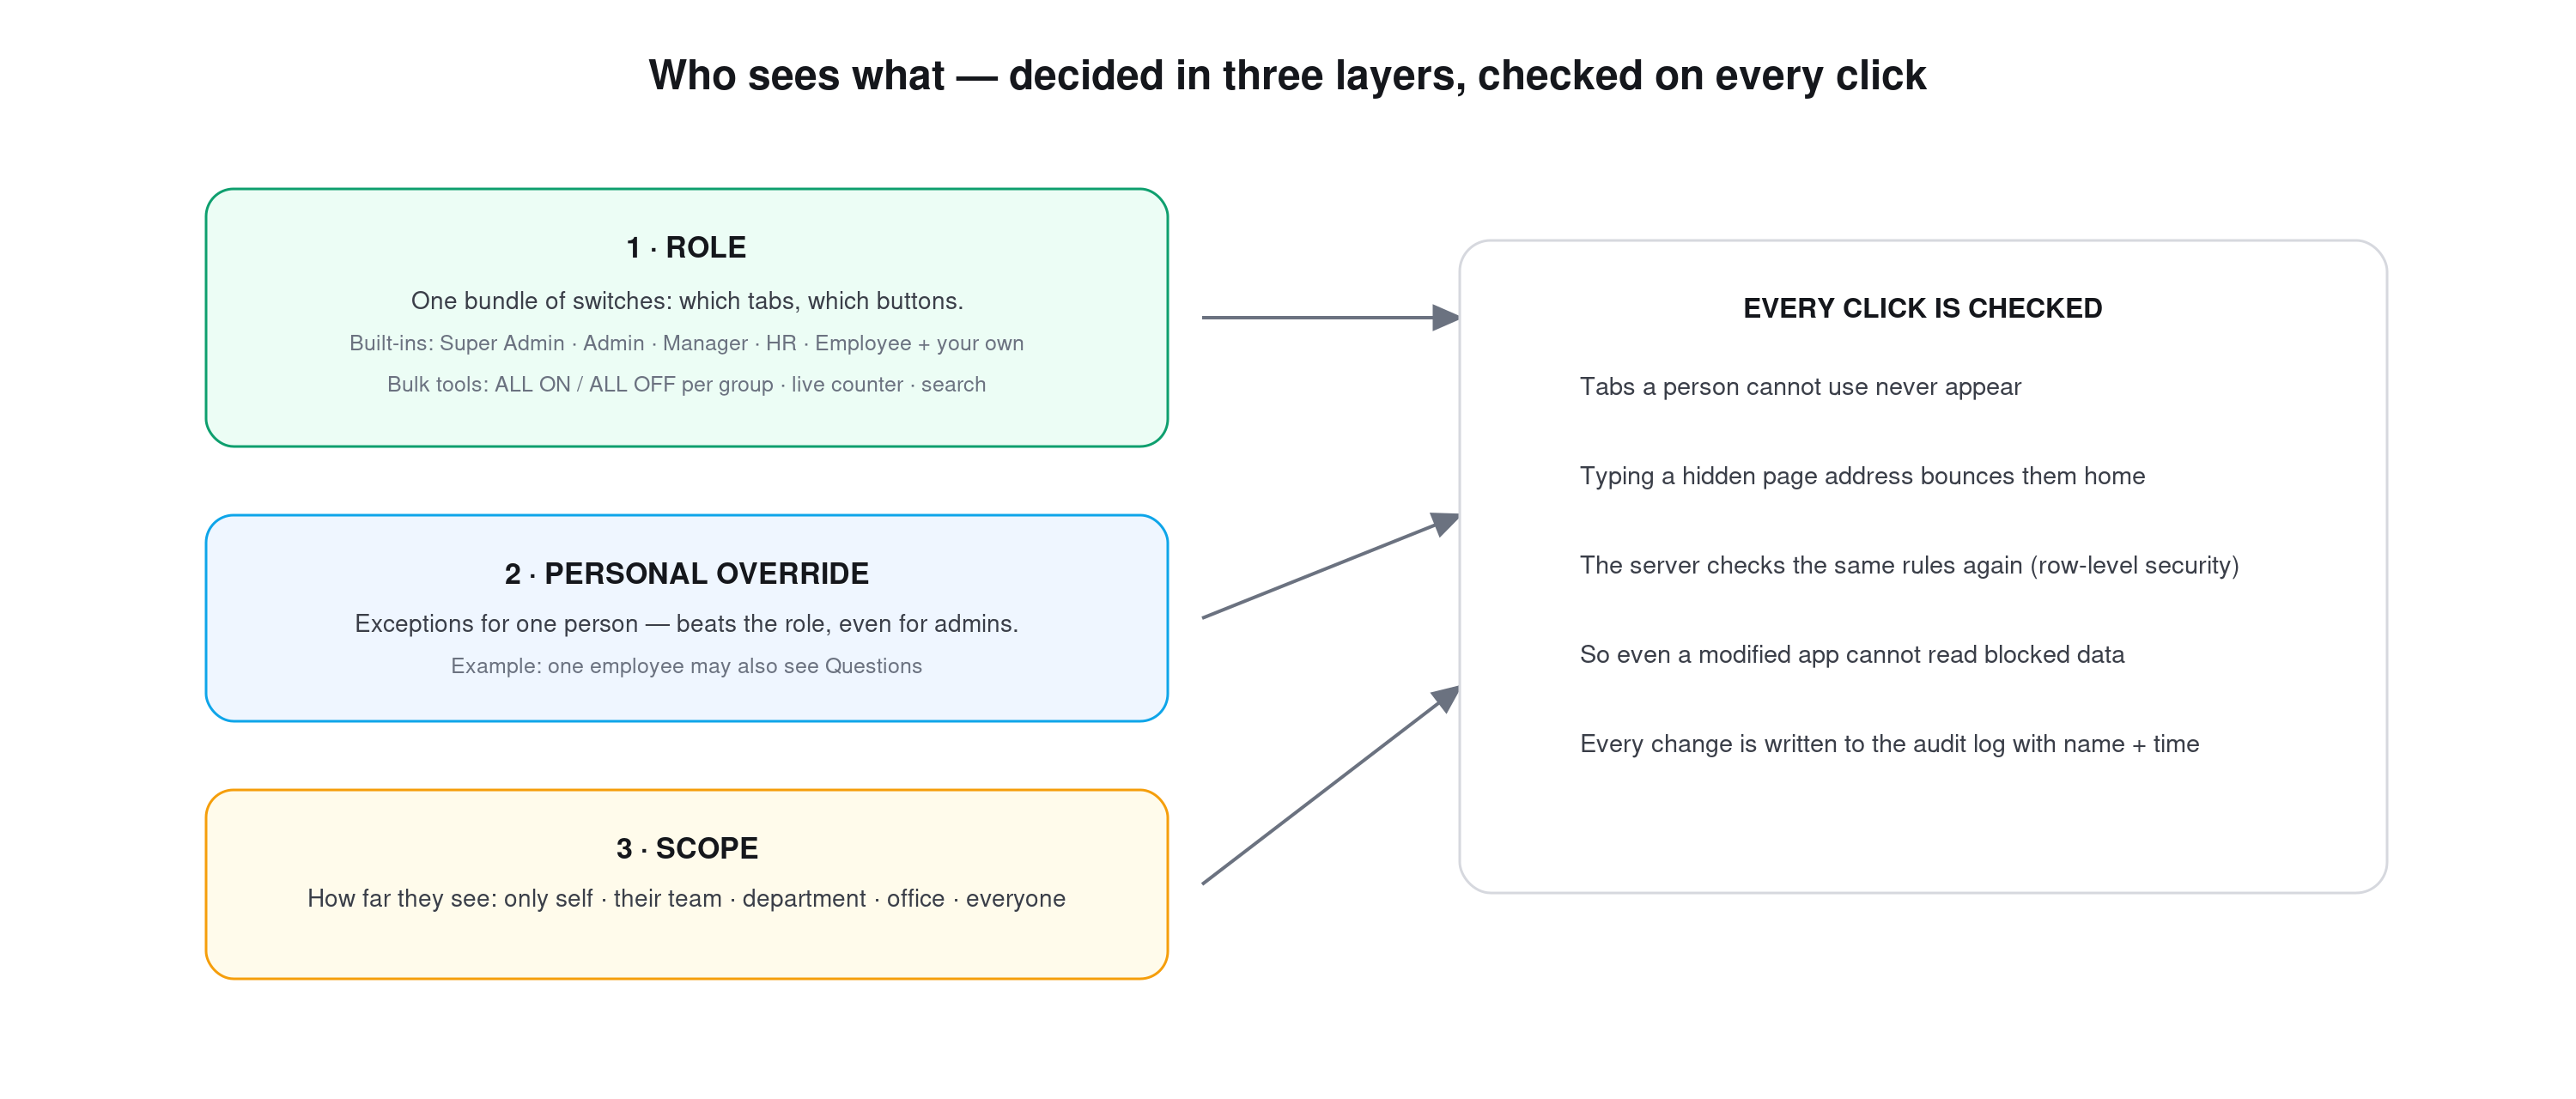 Who sees what — decided in three layers, checked on every click
1 · ROLE
One bundle of switches: which tabs, which buttons.
Built-ins: Super Admin · Admin · Manager · HR · Employee + your own
Bulk tools: ALL ON / ALL OFF per group · live counter · search
2 · PERSONAL OVERRIDE
Exceptions for one person — beats the role, even for admins.
Example: one employee may also see Questions
3 · SCOPE
How far they see: only self · their team · department · office · everyone
EVERY CLICK IS CHECKED
Tabs a person cannot use never appear
Typing a hidden page address bounces them home
The server checks the same rules again (row-level security)
So even a modified app cannot read blocked data
Every change is written to the audit log with name + time